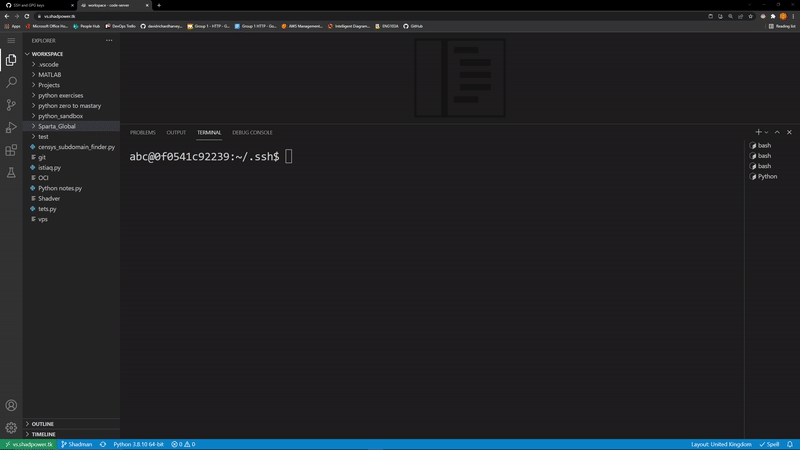 SSH and GPG keys
workspace - code-server
vs.shadpower.tk
Apps
Microsoft Office Ho...
People Hub
DevOps Trello
davidrichardharvey...
Group 1 HTTP - G...
Group 1 HTTP - Goo...
AWS Management...
Intelligent Diagram...
ENG103A
GitHub
Reading list
EXPLORER
WORKSPACE
.vscode
MATLAB
Projects
python exercises
python zero to mastary
python_sandbox
Sparta_Global
test
censys_subdomain_finder.py
git
istiaq.py
OCI
Python notes.py
Shadver
tets.py
vps
OUTLINE
TIMELINE
PROBLEMS
OUTPUT
TERMINAL
DEBUG CONSOLE
abc@0f0541c92239:~/.ssh$
bash
bash
bash
Python
vs.shadpower.tk
Shadman
Python 3.8.10 64-bit
0
0
Layout: United Kingdom
Spell